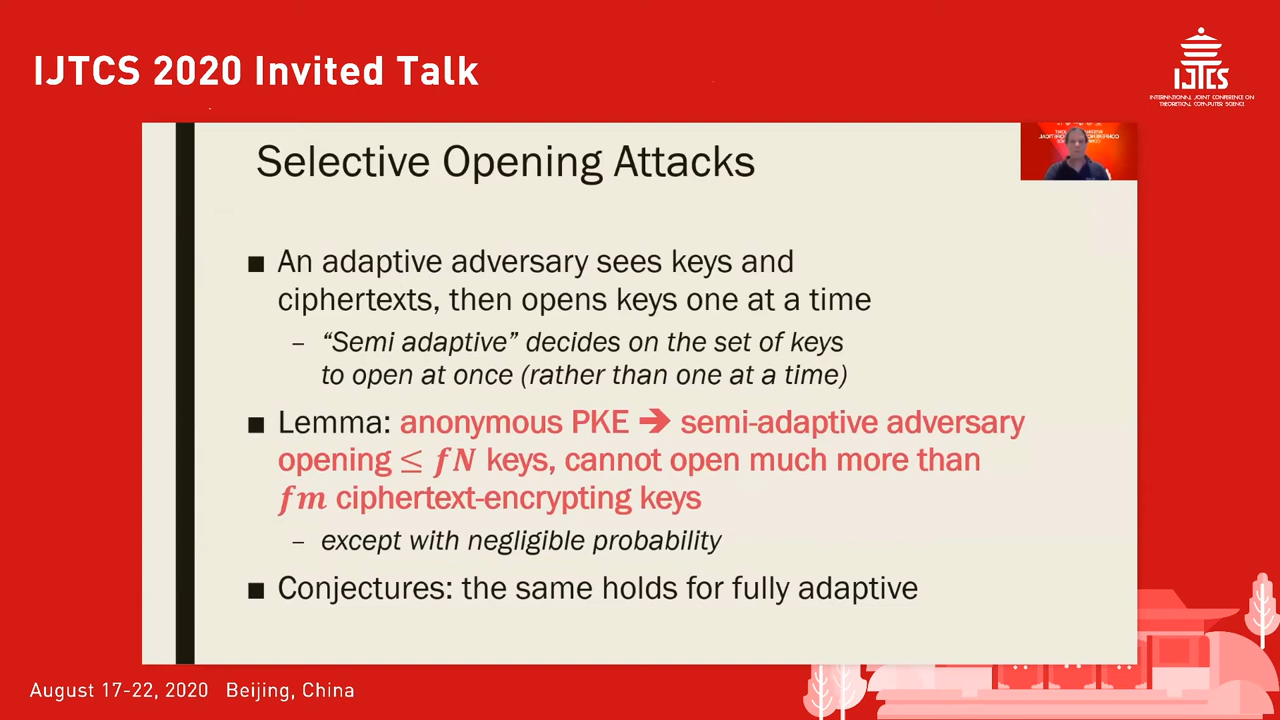 IJTCS 2020 Invited Talk
IJTCS
INTERNATIONAL JOINT CONFERENCE ON
THEORETICAL COMPUTER SCIENCE
Selective Opening Attacks
■ An adaptive adversary sees keys and
ciphertexts, then opens keys one at a time
– “Semi adaptive” decides on the set of keys
to open at once (rather than one at a time)
■ Lemma: anonymous PKE ➔ semi-adaptive adversary
opening ≤ fN keys, cannot open much more than
fm ciphertext-encrypting keys
– except with negligible probability
■ Conjectures: the same holds for fully adaptive
August 17-22, 2020 Beijing, China